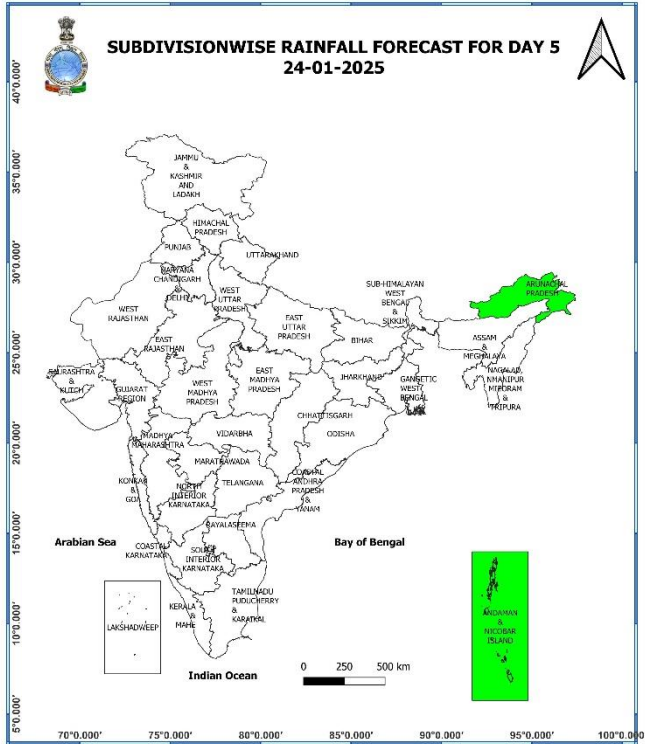 SUBDIVISIONWISE RAINFALL FORECAST FOR DAY 5
24-01-2025
40°0.000'
35°0.000'
30°0.000'
25°0.000'
20°0.000'
15°0.000'
10°0.000'
5°0.000'
JAMMU
&
KASHMIR
AND
LADAKH
HIMACHAL
PRADESH
PUNJAB
UTTARAKHAND
HARYANA
CHANDIGARH
&
DELHI
WEST
UTTAR
PRADESH
WEST
RAJASTHAN
EAST
RAJASTHAN
EAST
UTTAR
PRADESH
SUB-HIMALAYAN
WEST
BENGAL
&
SIKKIM
ARUNACHAL
PRADESH
BIHAR
ASSAM
&
MEGHALAYA
NAGALAD
NMANIPUR
MIZORAM
&
TRIPURA
SAURASHTRA
&
KUTCH
GUJARAT
REGION
WEST
MADHYA
PRADESH
EAST
MADHYA
PRADESH
JHARKHAND
GANGETIC
WEST
BENGAL
CHHATTISGARH
ODISHA
MADHYA
MAHARASHTRA
VIDARBHA
MARATHWADA
KONKAN
&
GOA
NORTH
INTERIOR
KARNATAKA
TELANGANA
COASTAL
ANDHRA
PRADESH
&
YANAM
RAYALASEEMA
Arabian Sea
Bay of Bengal
COASTAL
KARNATAKA
SOUTH
INTERIOR
KARNATAKA
TAMILNADU
PUDUCHERRY
&
KARAIKAL
KERALA
&
MAHE
LAKSHADWEEP
ANDAMAN
&
NICOBAR
ISLAND
Indian Ocean
0 250 500 km
70°0.000' 75°0.000' 80°0.000' 85°0.000' 90°0.000' 95°0.000' 100°0.000'